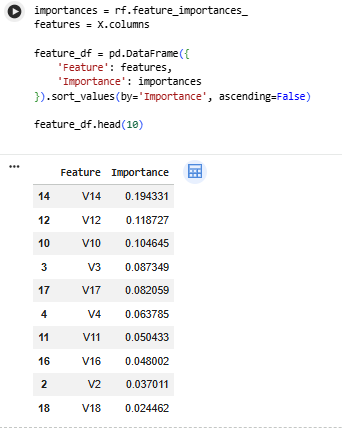 importances = rf.feature_importances_
features = X.columns
feature_df = pd.DataFrame({
    'Feature': features,
    'Importance': importances
}).sort_values(by='Importance', ascending=False)
feature_df.head(10)
...
Feature Importance
14 V14 0.194331
12 V12 0.118727
10 V10 0.104645
3 V3 0.087349
17 V17 0.082059
4 V4 0.063785
11 V11 0.050433
16 V16 0.048002
2 V2 0.037011
18 V18 0.024462